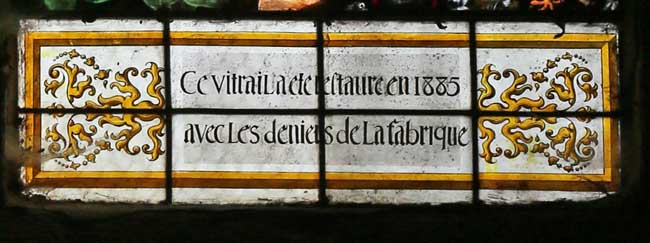 Ce vitrail a ete restaure en 1885
avec les deniers de la fabrique